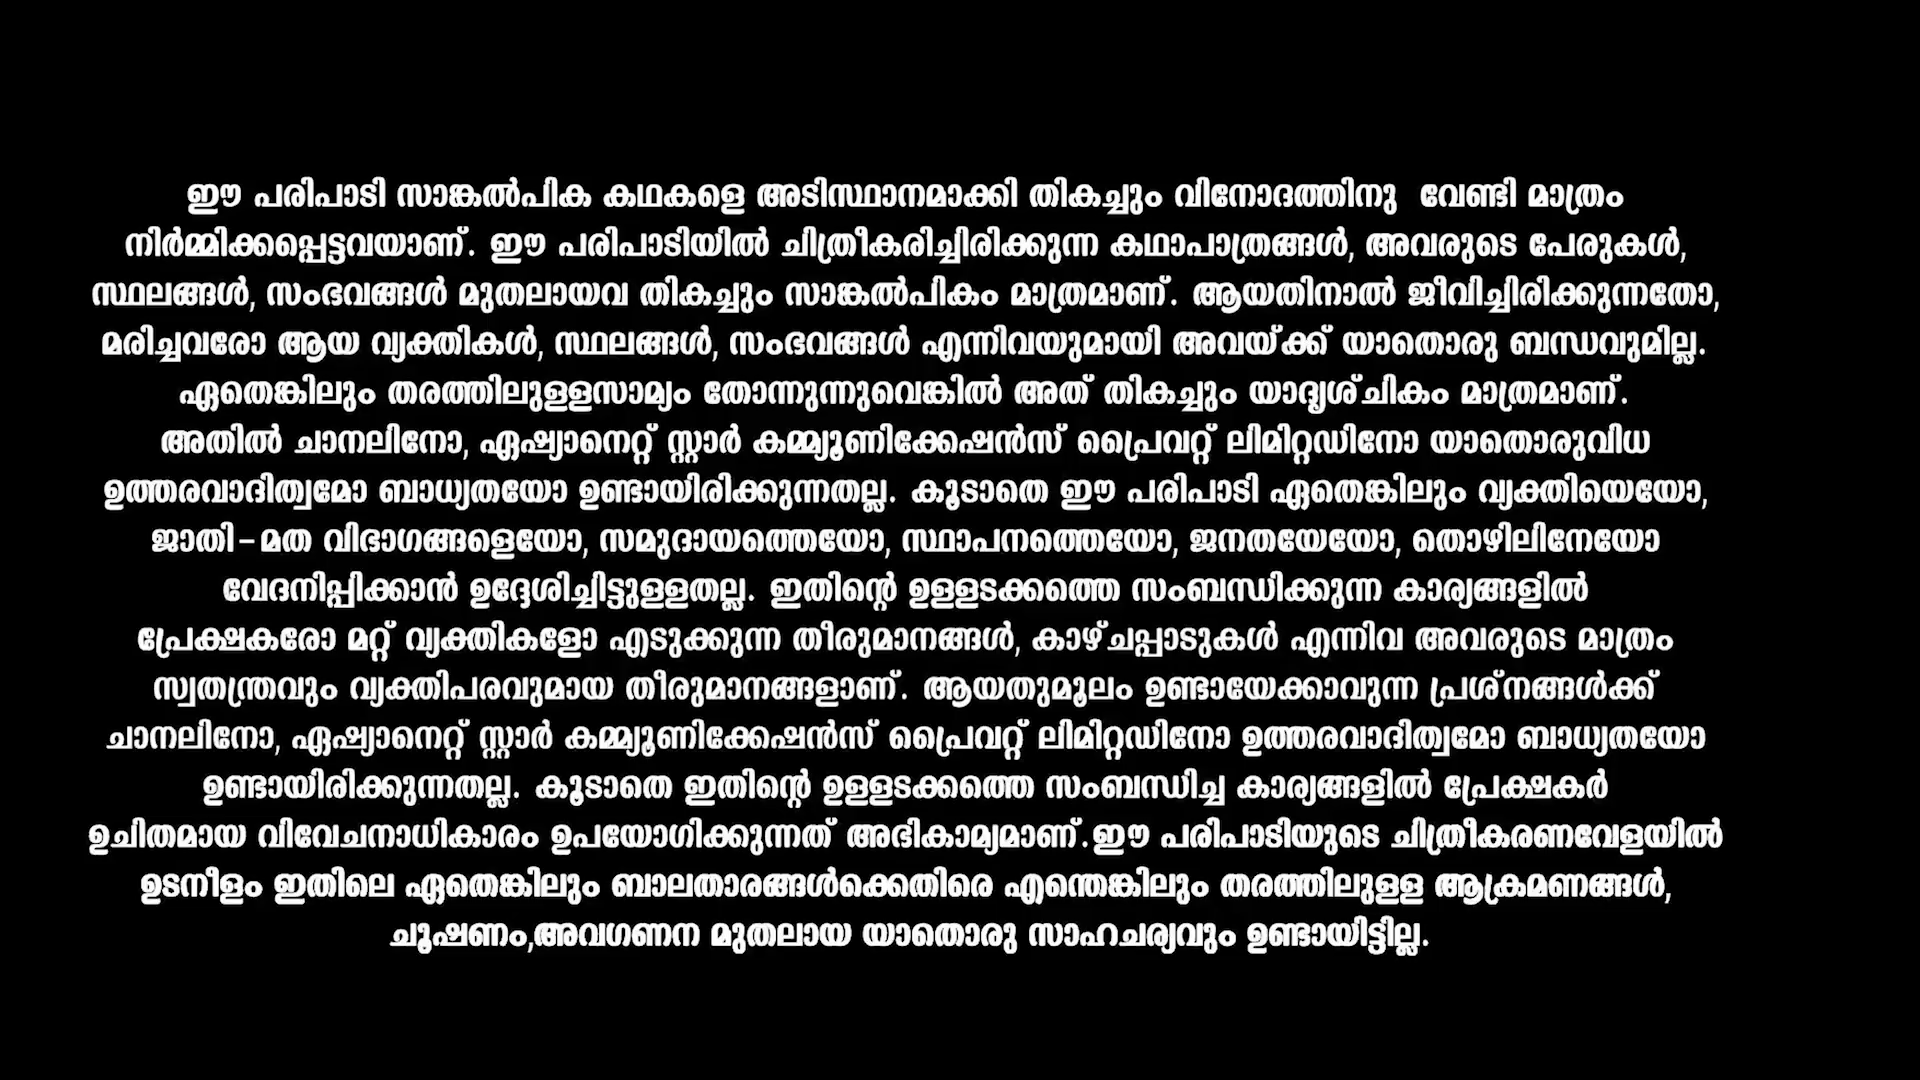 ഈ പരിപാടി സാങ്കൽപിക കഥകളെ അടിസ്ഥാനമാക്കി തികച്ചും വിനോദത്തിനു വേണ്ടി മാത്രം
നിർമ്മിക്കപ്പെട്ടവയാണ്. ഈ പരിപാടിയിൽ ചിത്രീകരിച്ചിരിക്കുന്ന കഥാപാത്രങ്ങൾ, അവരുടെ പേരുകൾ,
സ്ഥലങ്ങൾ, സംഭവങ്ങൾ മുതലായവ തികച്ചും സാങ്കൽപികം മാത്രമാണ്. ആയതിനാൽ ജീവിച്ചിരിക്കുന്നതോ,
മരിച്ചവരോ ആയ വ്യക്തികൾ, സ്ഥലങ്ങൾ, സംഭവങ്ങൾ എന്നിവയുമായി അവയ്ക്ക് യാതൊരു ബന്ധവുമില്ല.
ഏതെങ്കിലും തരത്തിലുളളസാമ്യം തോന്നുന്നുവെങ്കിൽ അത് തികച്ചും യാദൃശ്ചികം മാത്രമാണ്.
അതിൽ ചാനലിനോ, ഏഷ്യാനെറ്റ് സ്റ്റാർ കമ്മ്യൂണിക്കേഷൻസ് പ്രൈവറ്റ് ലിമിറ്റഡിനോ യാതൊരുവിധ
ഉത്തരവാദിത്വമോ ബാധ്യതയോ ഉണ്ടായിരിക്കുന്നതല്ല. കൂടാതെ ഈ പരിപാടി ഏതെങ്കിലും വ്യക്തിയെയോ,
ജാതി-മത വിഭാഗങ്ങളെയോ, സമുദായത്തെയോ, സ്ഥാപനത്തെയോ, ജനതയേയോ, തൊഴിലിനേയോ
വേദനിപ്പിക്കാൻ ഉദ്ദേശിച്ചിട്ടുളളതല്ല. ഇതിന്റെ ഉളളടക്കത്തെ സംബന്ധിക്കുന്ന കാര്യങ്ങളിൽ
പ്രേക്ഷകരോ മറ്റ് വ്യക്തികളോ എടുക്കുന്ന തീരുമാനങ്ങൾ, കാഴ്ചപ്പാടുകൾ എന്നിവ അവരുടെ മാത്രം
സ്വതന്ത്രവും വ്യക്തിപരവുമായ തീരുമാനങ്ങളാണ്. ആയതുമൂലം ഉണ്ടായേക്കാവുന്ന പ്രശ്നങ്ങൾക്ക്
ചാനലിനോ, ഏഷ്യാനെറ്റ് സ്റ്റാർ കമ്മ്യൂണിക്കേഷൻസ് പ്രൈവറ്റ് ലിമിറ്റഡിനോ ഉത്തരവാദിത്വമോ ബാധ്യതയോ
ഉണ്ടായിരിക്കുന്നതല്ല. കൂടാതെ ഇതിന്റെ ഉളളടക്കത്തെ സംബന്ധിച്ച കാര്യങ്ങളിൽ പ്രേക്ഷകർ
ഉചിതമായ വിവേചനാധികാരം ഉപയോഗിക്കുന്നത് അഭികാമ്യമാണ്.ഈ പരിപാടിയുടെ ചിത്രീകരണവേളയിൽ
ഉടനീളം ഇതിലെ ഏതെങ്കിലും ബാലതാരങ്ങൾക്കെതിരെ എന്തെങ്കിലും തരത്തിലുളള ആക്രമണങ്ങൾ,
ചൂഷണം,അവഗണന മുതലായ യാതൊരു സാഹചര്യവും ഉണ്ടായിട്ടില്ല.